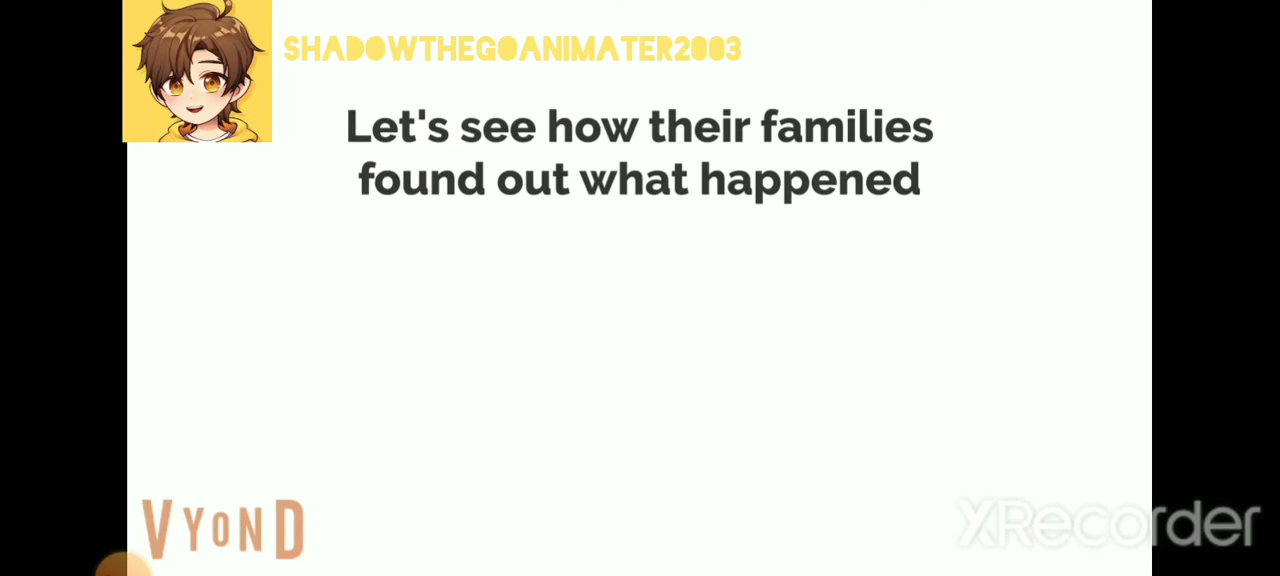 SHADOWTHEGOANIMATER2003
Let's see how their families
found out what happened
VYOND
XRecorder